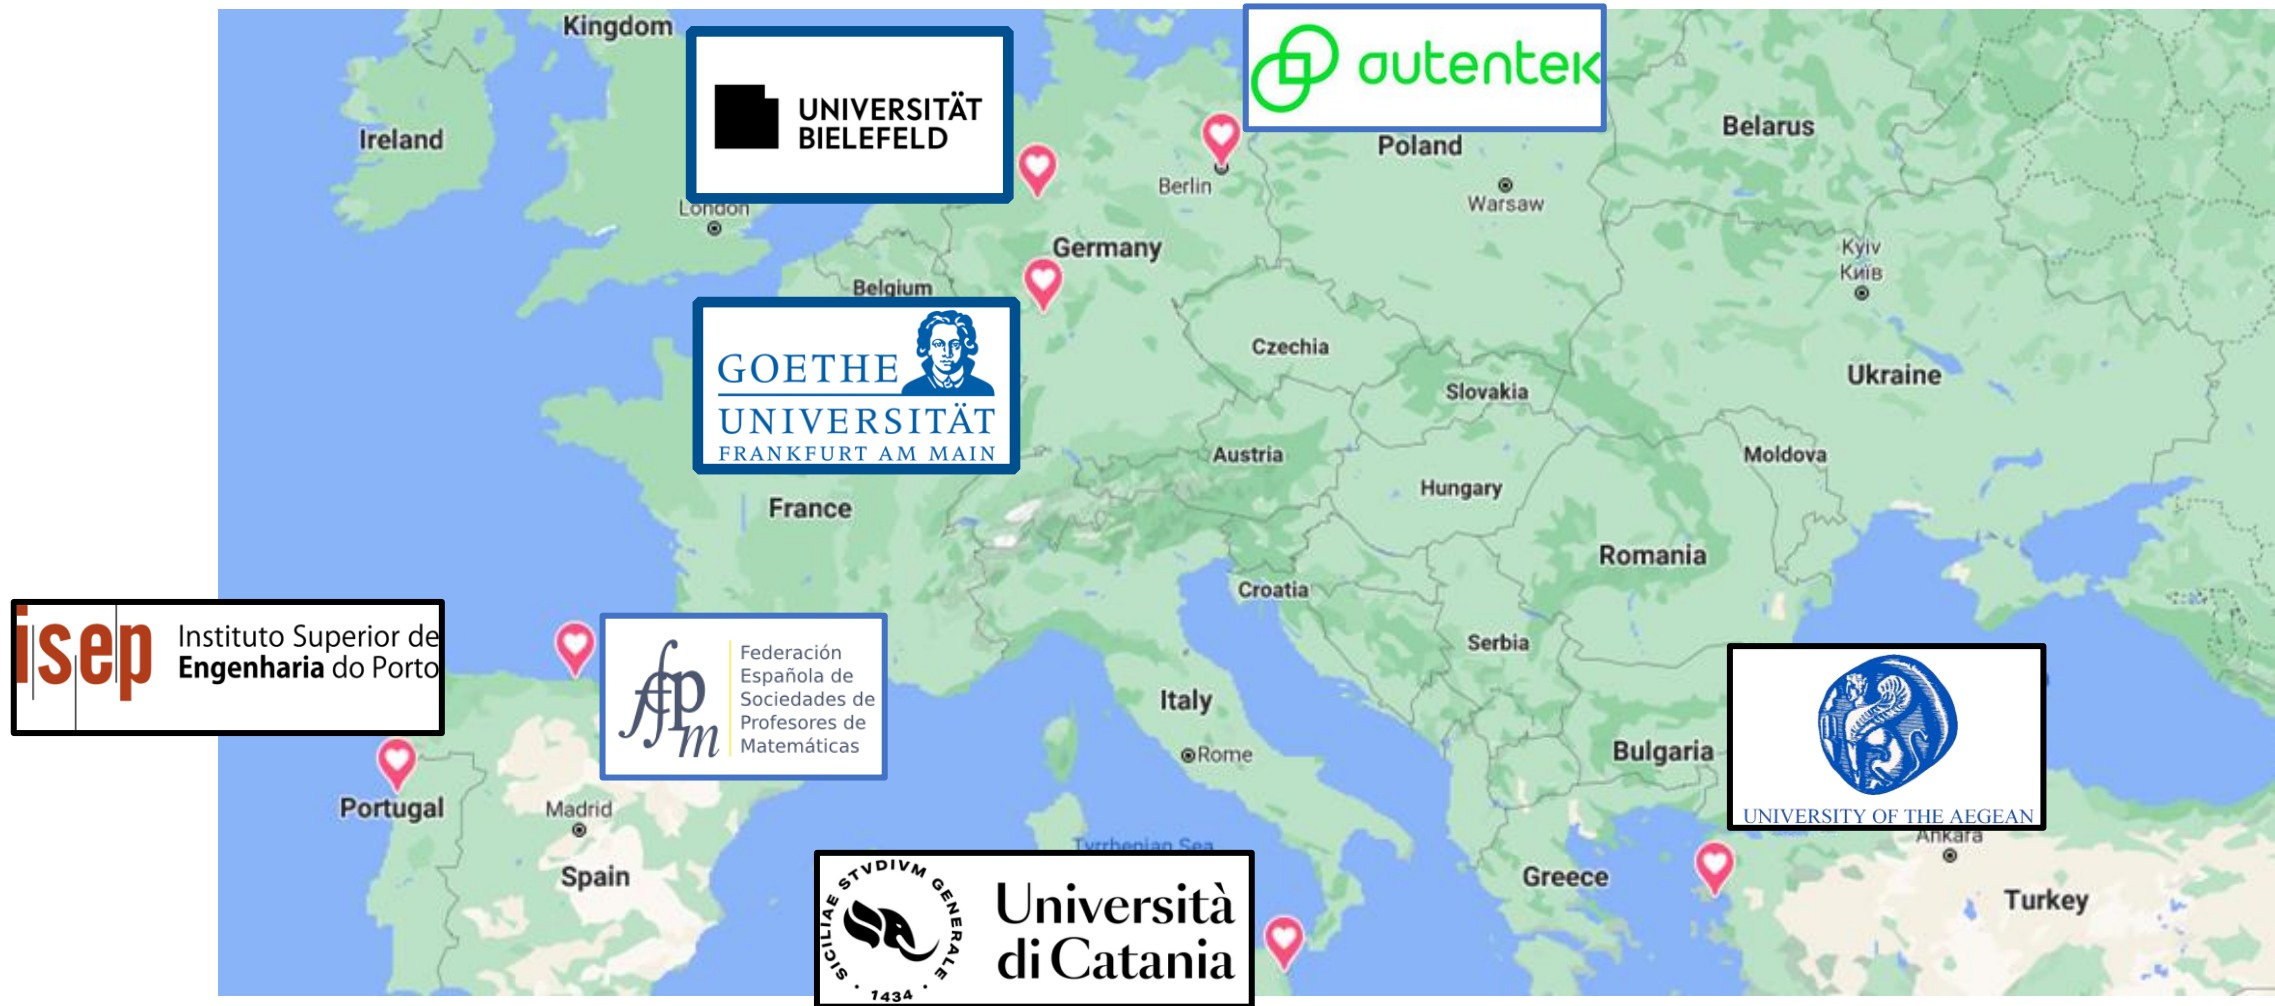 Kingdom
autentek
UNIVERSITÄT
BIELEFELD
Ireland
Poland
Belarus
Berlin
Warsaw
London
Germany
Kyiv
Київ
Belgium
GOETHE
UNIVERSITÄT
FRANKFURT AM MAIN
Czechia
Ukraine
Slovakia
Austria
Moldova
Hungary
France
Romania
Croatia
isep
Instituto Superior de
Engenharia do Porto
ffpm
Federación
Española de
Sociedades de
Profesores de
Matemáticas
Serbia
Italy
Rome
Bulgaria
UNIVERSITY OF THE AEGEAN
Portugal
Madrid
Spain
Tyrrhenian Sea
Ankara
Greece
Turkey
SICILIAE STVDIVM GENERALE
1434
Università
di Catania